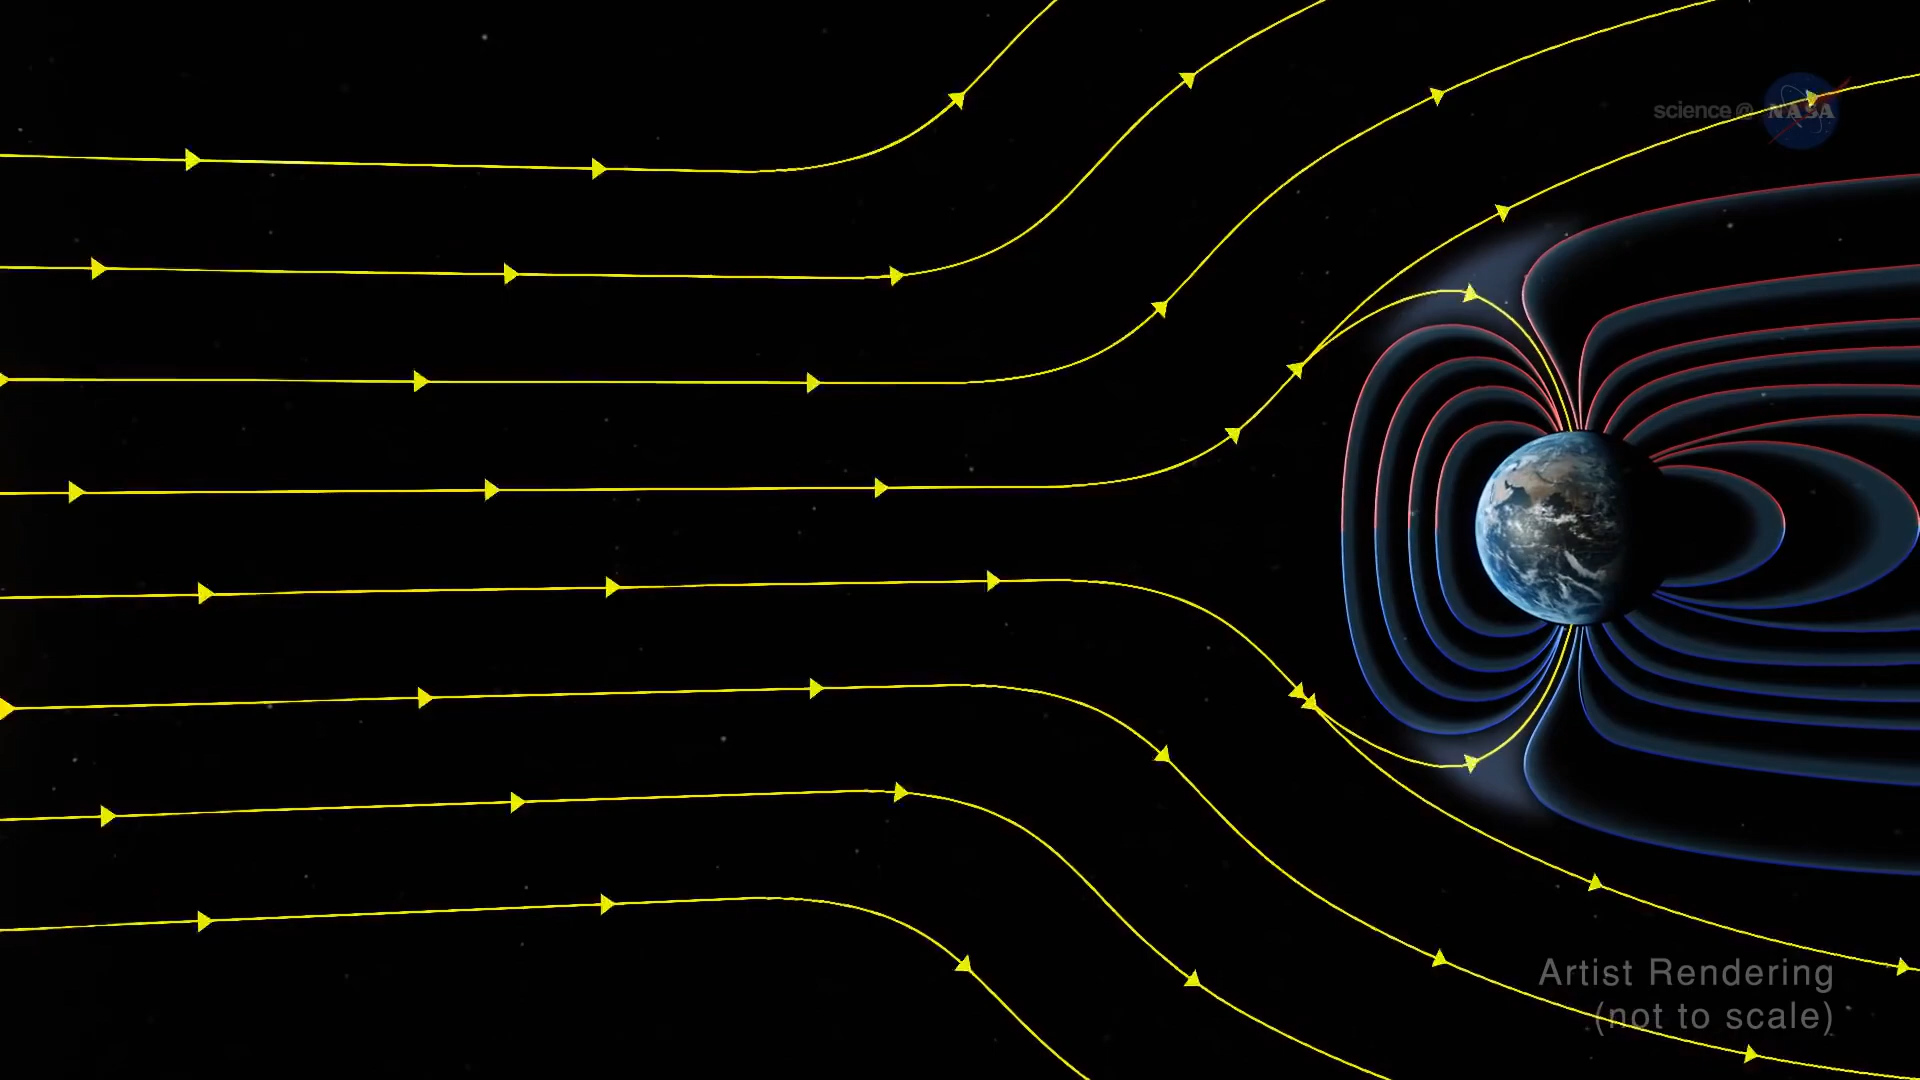 science@ NASA
Artist Rendering
(not to scale)